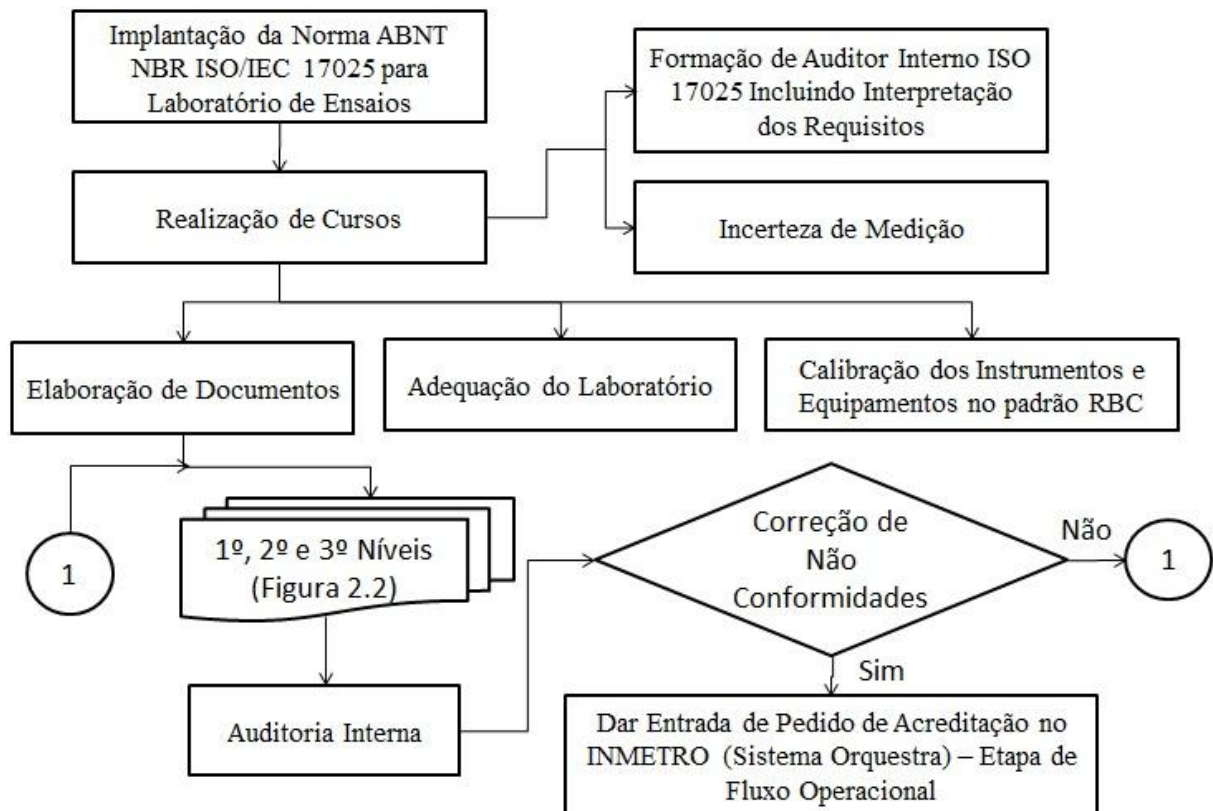 Implantação da Norma ABNT
NBR ISO/IEC 17025 para
Laboratório de Ensaios
Formação de Auditor Interno ISO
17025 Incluindo Interpretação
dos Requisitos
Realização de Cursos
Incerteza de Medição
Elaboração de Documentos
Adequação do Laboratório
Calibração dos Instrumentos e
Equipamentos no padrão RBC
1
1º, 2º e 3º Níveis
(Figura 2.2)
Correção de
Não
Conformidades
Não
1
Sim
Auditoria Interna
Dar Entrada de Pedido de Acreditação no
INMETRO (Sistema Orquestra) – Etapa de
Fluxo Operacional